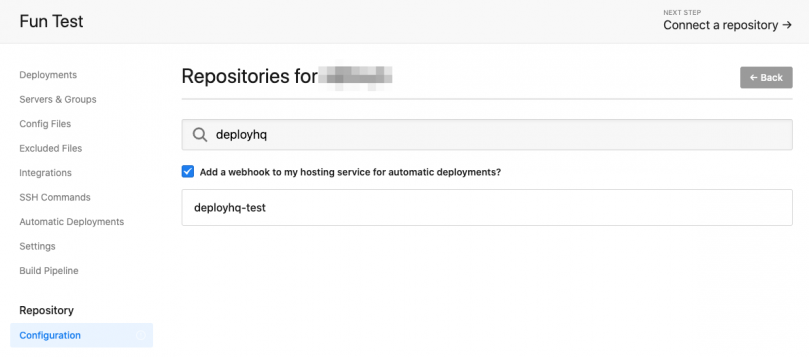 Fun Test
NEXT STEP
Connect a repository →
Deployments
Servers & Groups
Config Files
Excluded Files
Integrations
SSH Commands
Automatic Deployments
Settings
Build Pipeline
Repository
Configuration
Repositories for
← Back
deployhq
Add a webhook to my hosting service for automatic deployments?
deployhq-test